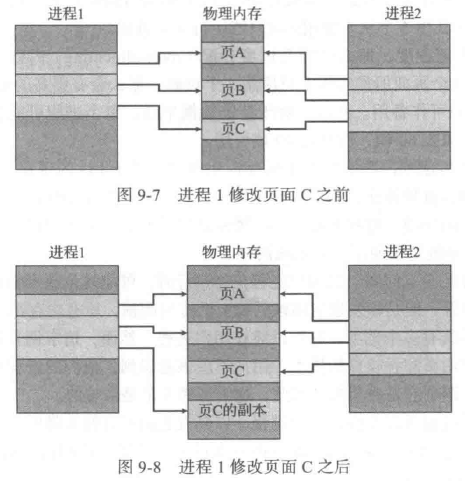 进程1 物理内存 进程2
页A
页B
页C
图 9-7 进程 1 修改页面 C 之前
进程1 物理内存 进程2
页A
页B
页C
页C的副本
图 9-8 进程 1 修改页面 C 之后